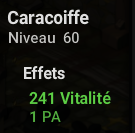 Caracoiffe
Niveau 60
Effets
241 Vitalité
1 PA